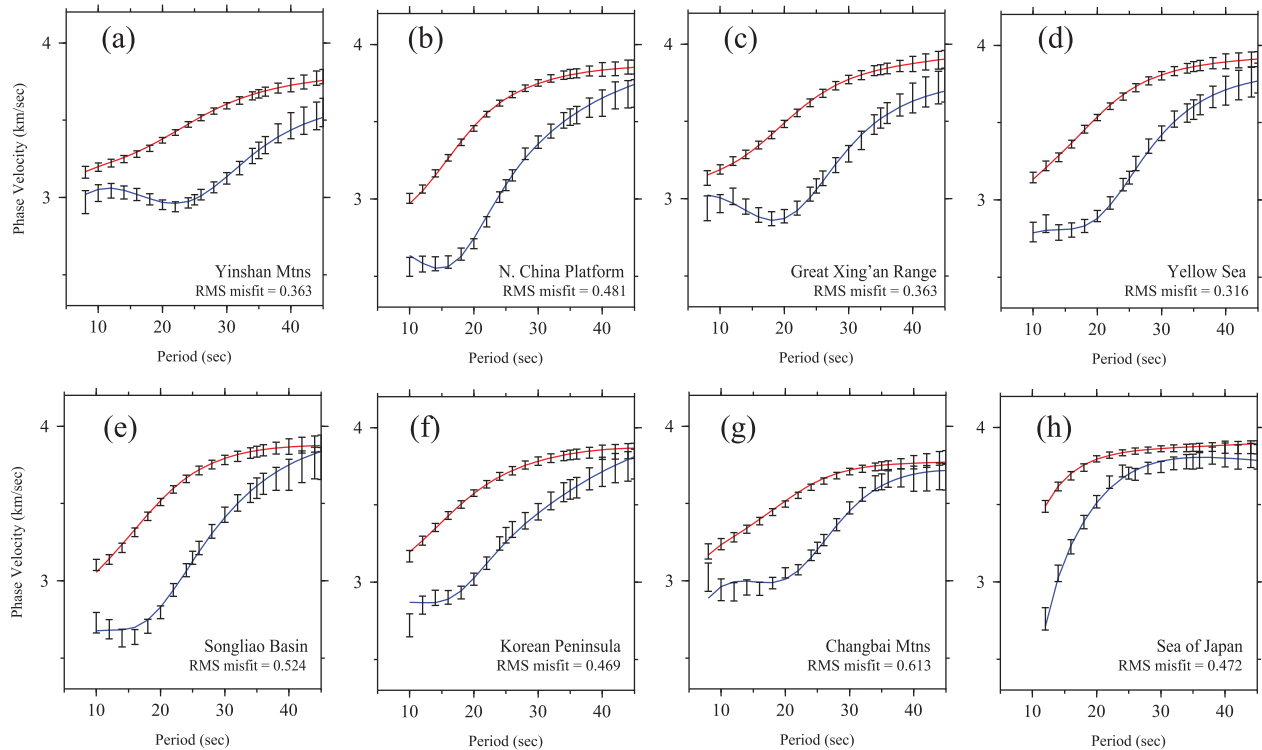 (a)
(b)
(c)
(d)
4
4
4
4
Phase Velocity (km/sec)
3
3
3
3
Yinshan Mtns
RMS misfit = 0.363
N. China Platform
RMS misfit = 0.481
Great Xing'an Range
RMS misfit = 0.363
Yellow Sea
RMS misfit = 0.316
10 20 30 40
10 20 30 40
10 20 30 40
10 20 30 40
Period (sec)
Period (sec)
Period (sec)
Period (sec)
(e)
(f)
(g)
(h)
4
4
4
4
Phase Velocity (km/sec)
3
3
3
3
Songliao Basin
RMS misfit = 0.524
Korean Peninsula
RMS misfit = 0.469
Changbai Mtns
RMS misfit = 0.613
Sea of Japan
RMS misfit = 0.472
10 20 30 40
10 20 30 40
10 20 30 40
10 20 30 40
Period (sec)
Period (sec)
Period (sec)
Period (sec)